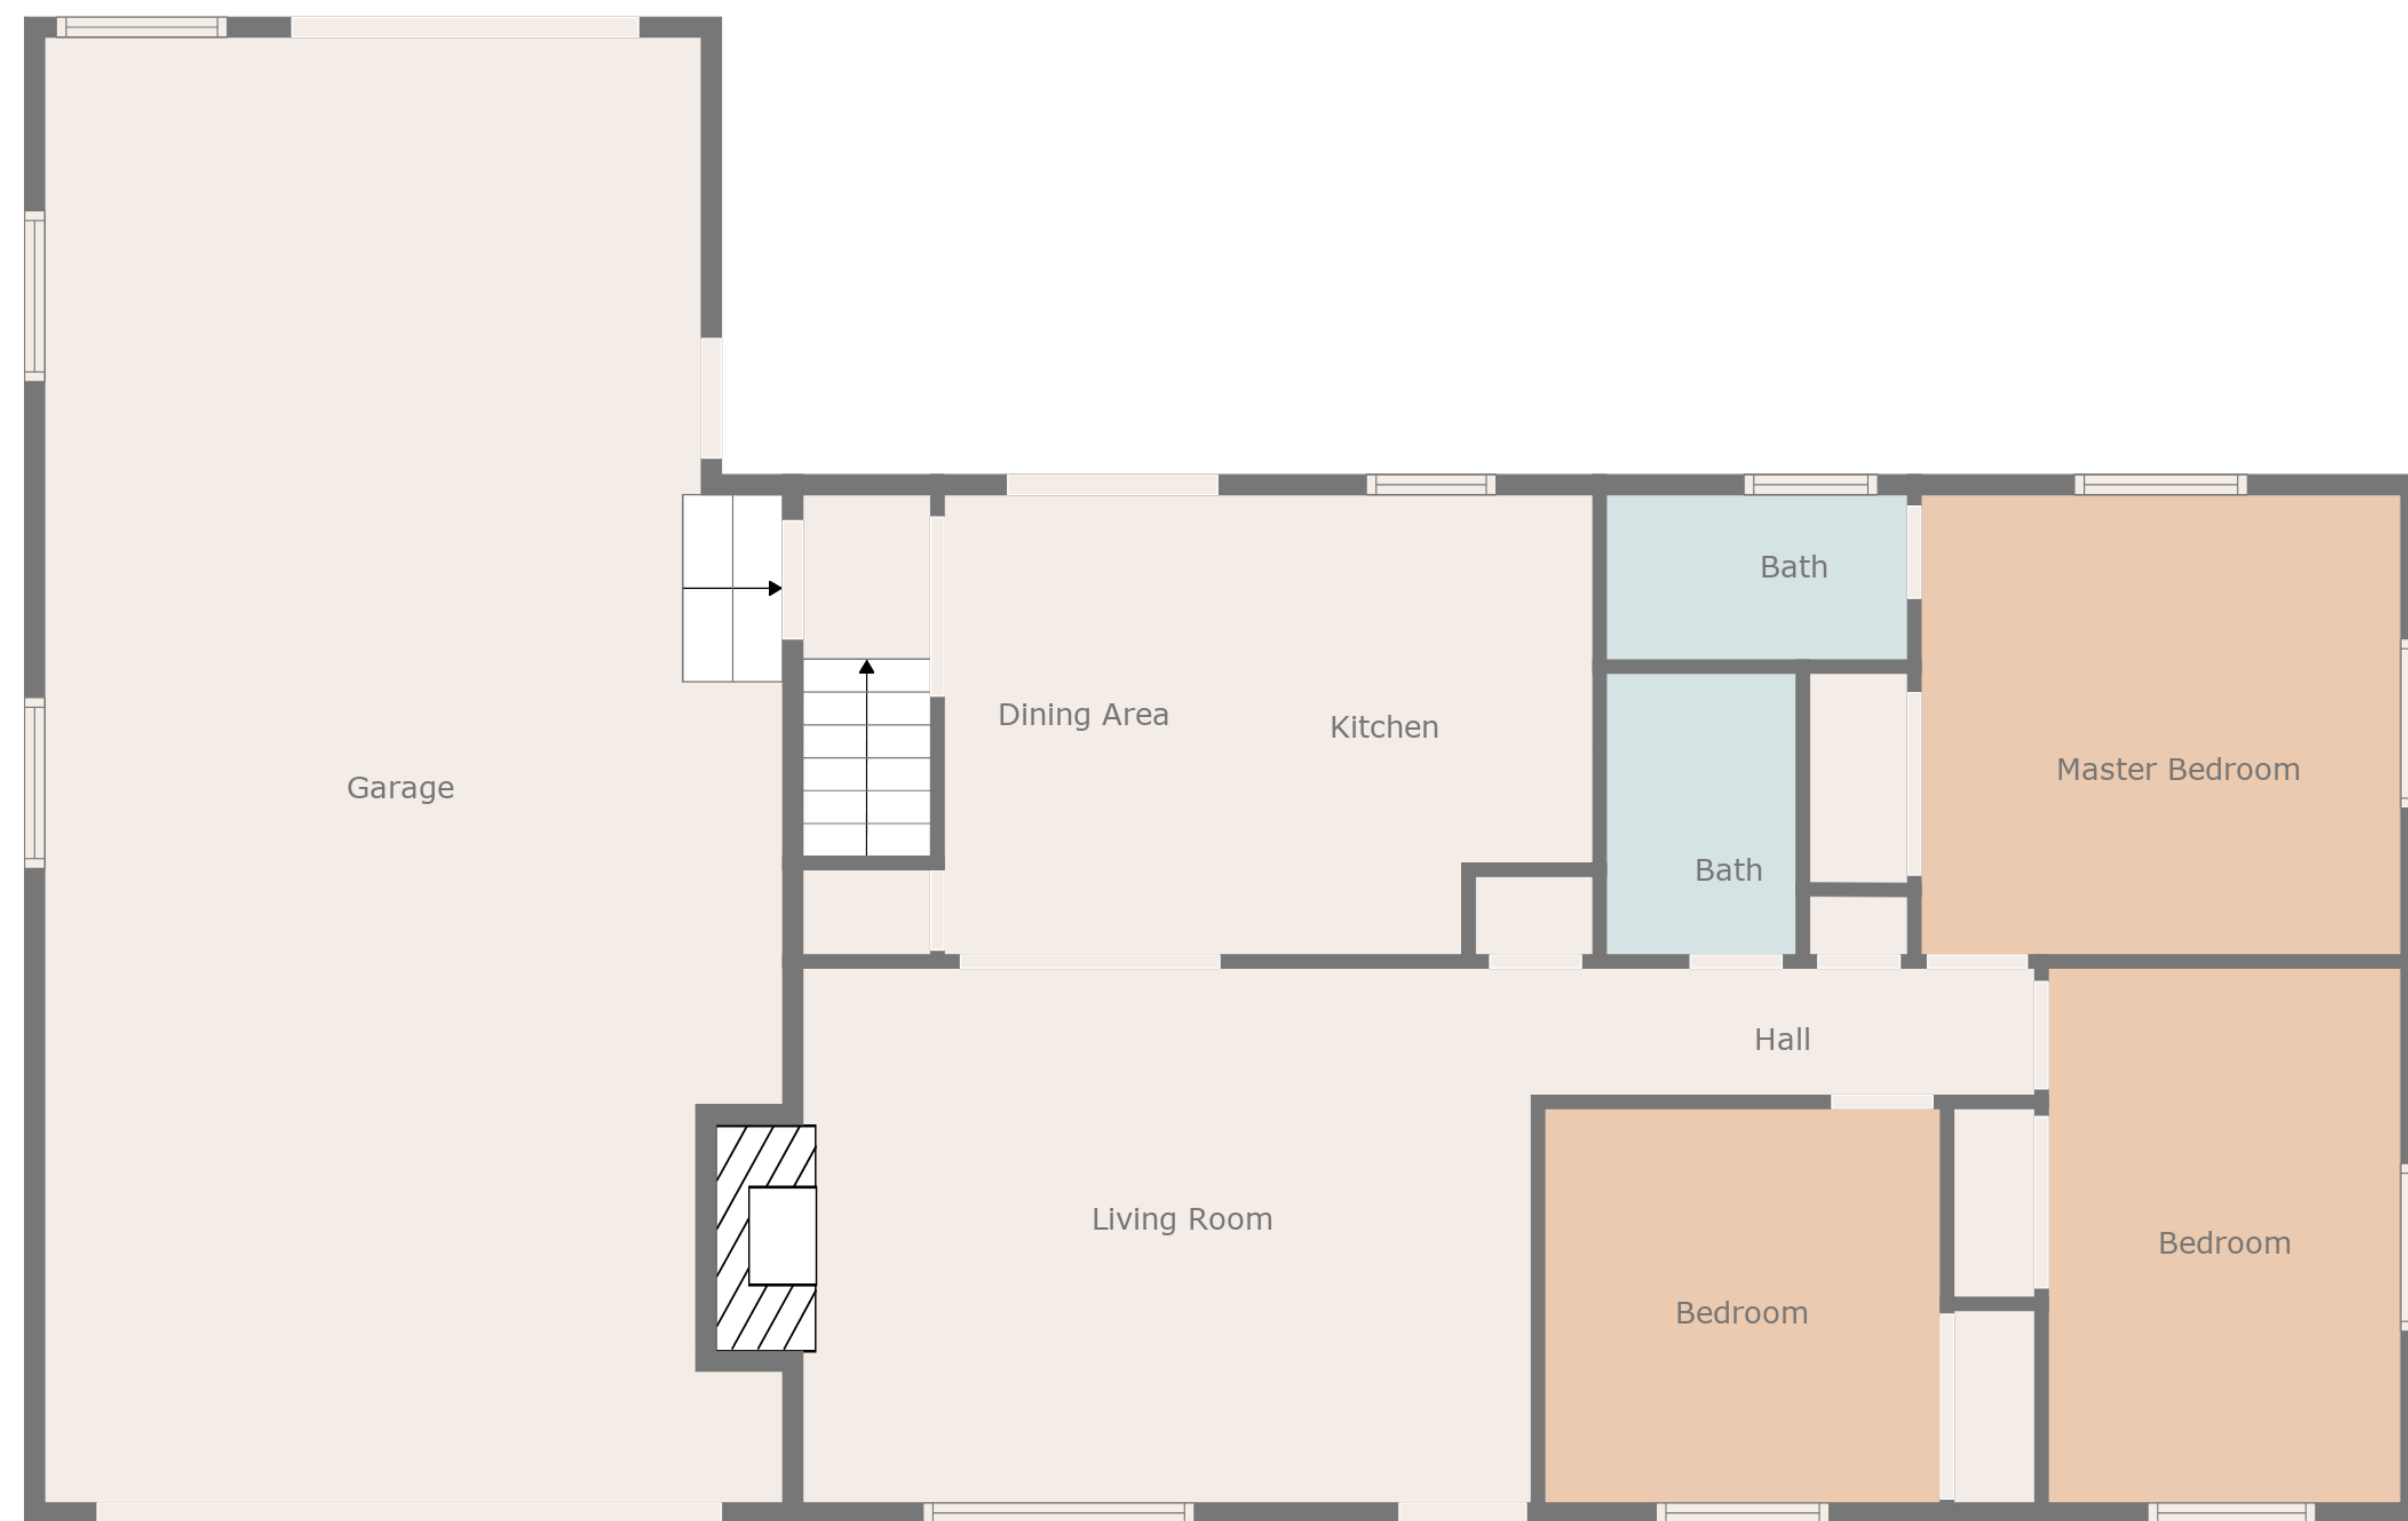 Bath
Dining Area
Kitchen
Master Bedroom
Garage
Bath
Hall
Living Room
Bedroom
Bedroom